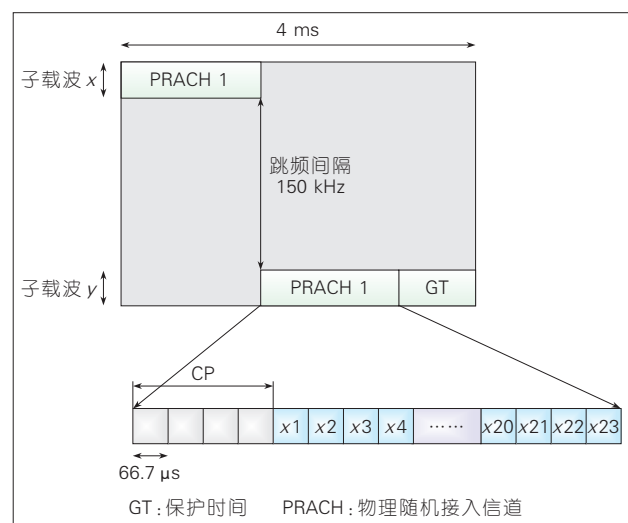 4 ms
子载波 x
PRACH 1
跳频间隔
150 kHz
子载波 y
PRACH 1
GT
CP
x1 x2 x3 x4 …… x20 x21 x22 x23
66.7 μs
GT:保护时间 PRACH:物理随机接入信道